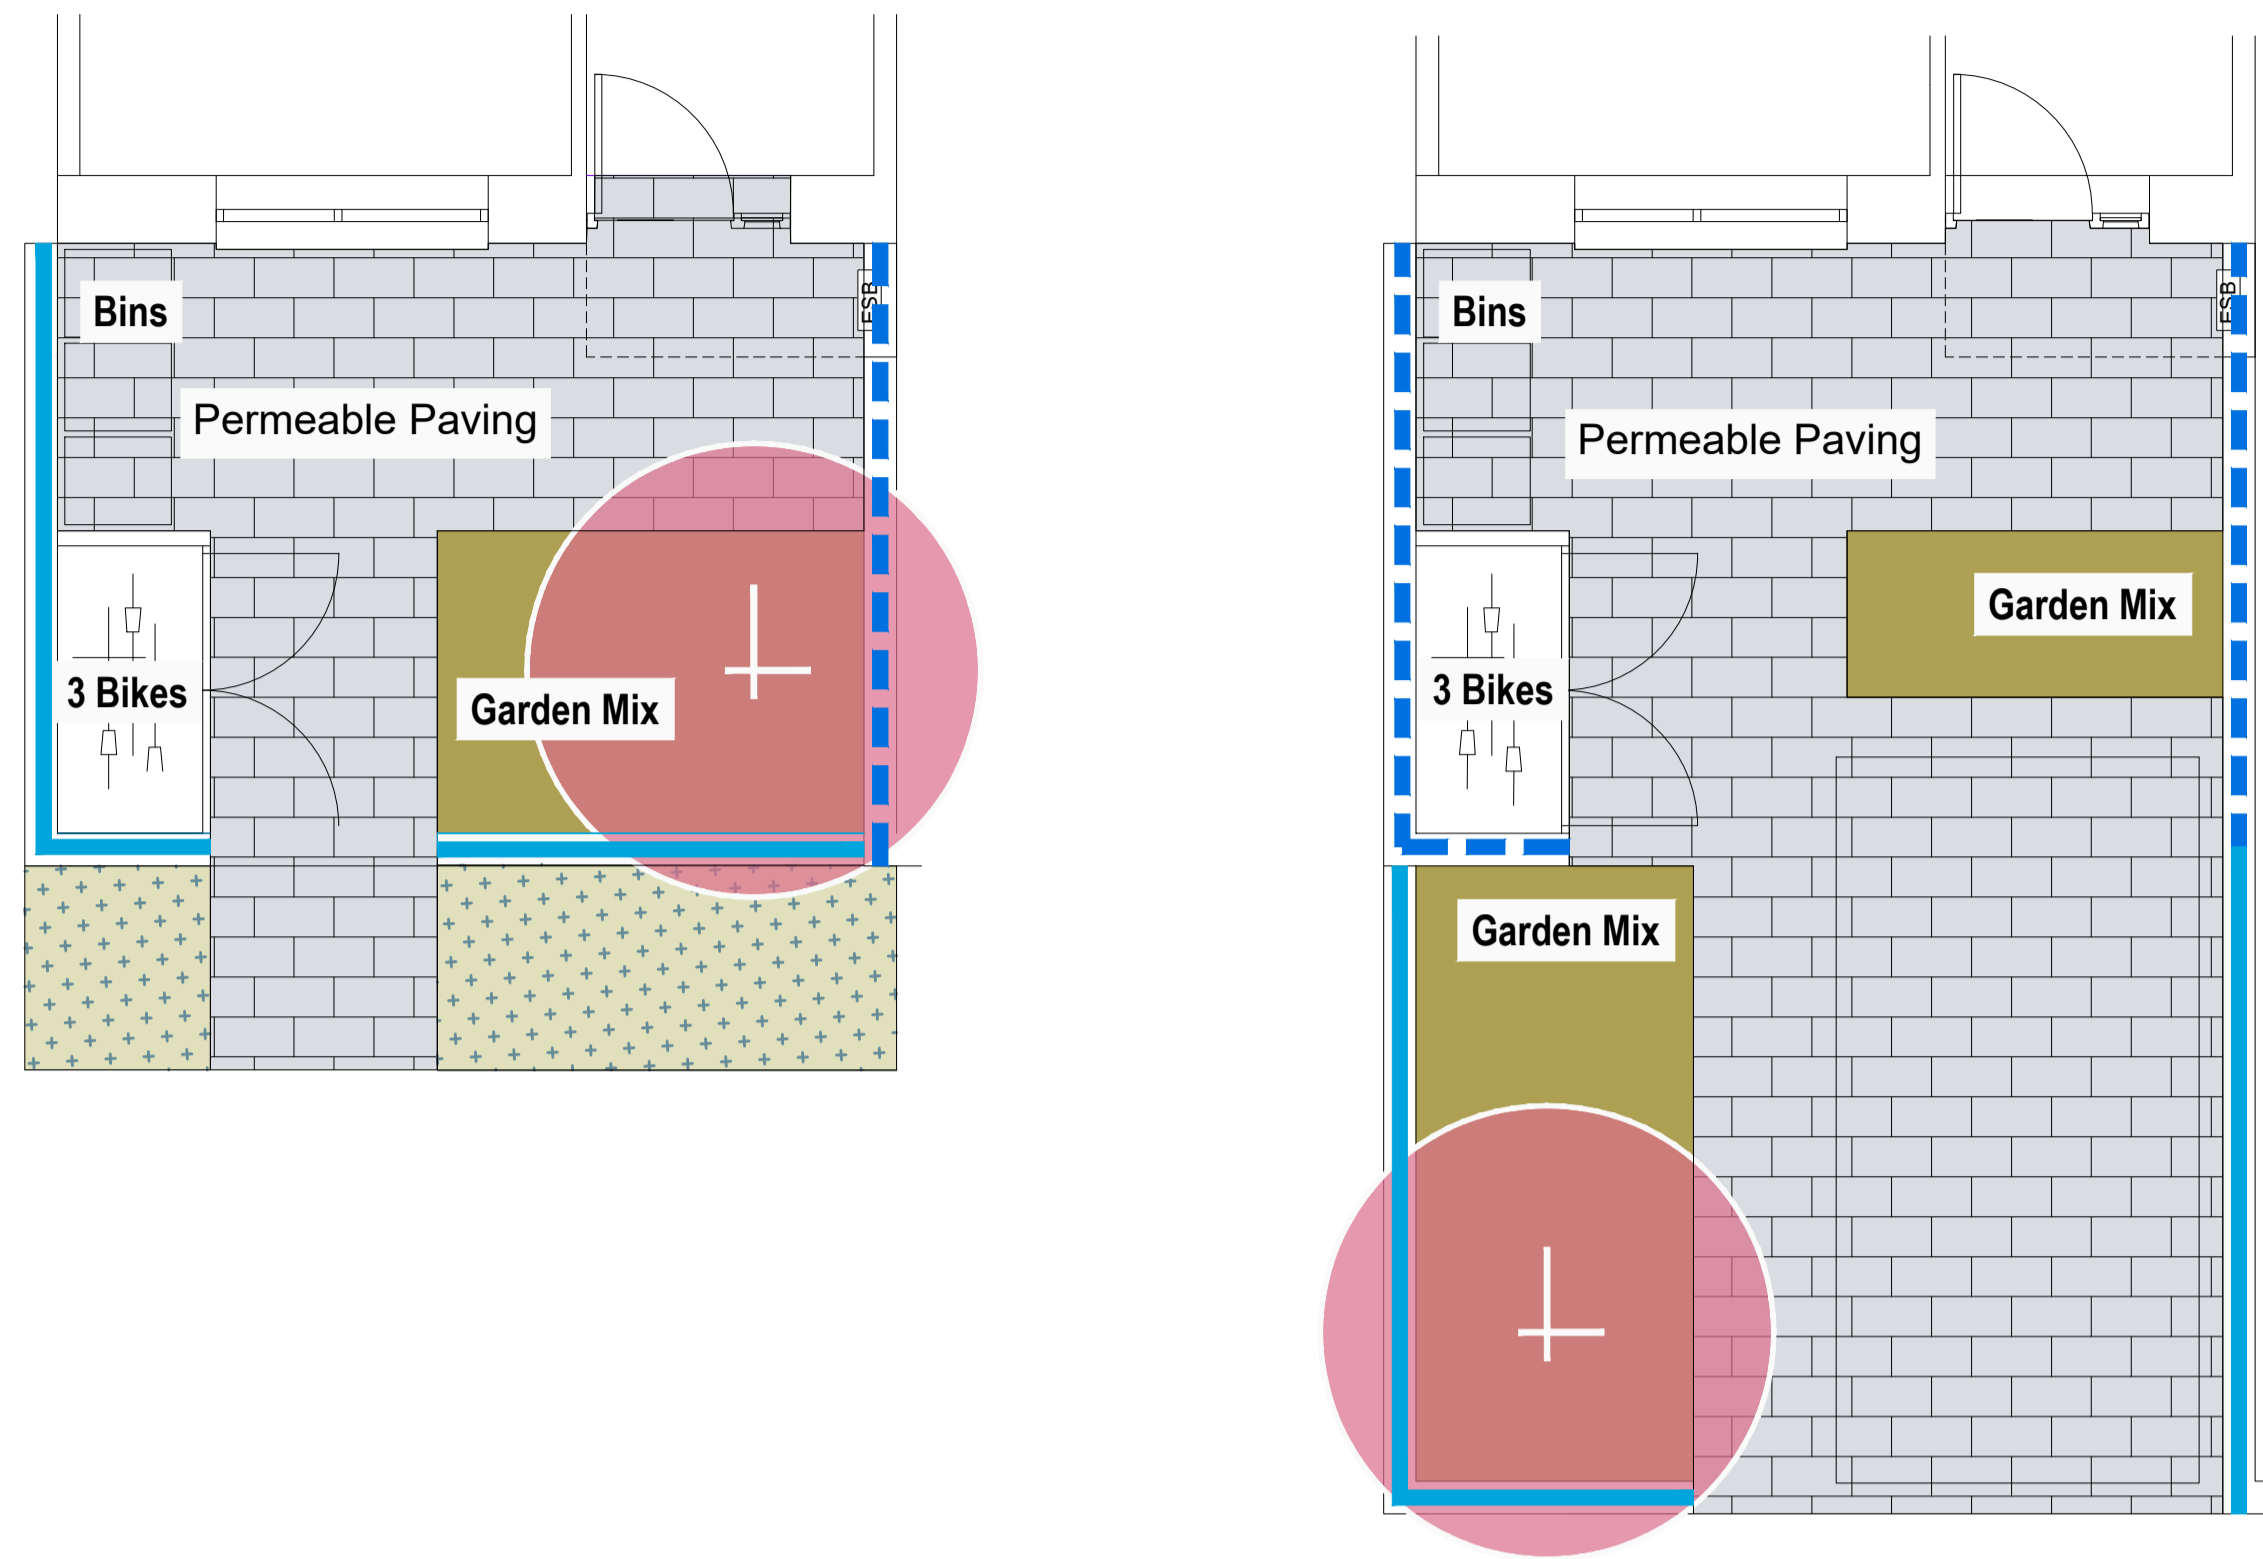 Bins
ESB
Permeable Paving
3 Bikes
Garden Mix
Bins
ESB
Permeable Paving
Garden Mix
3 Bikes
Garden Mix